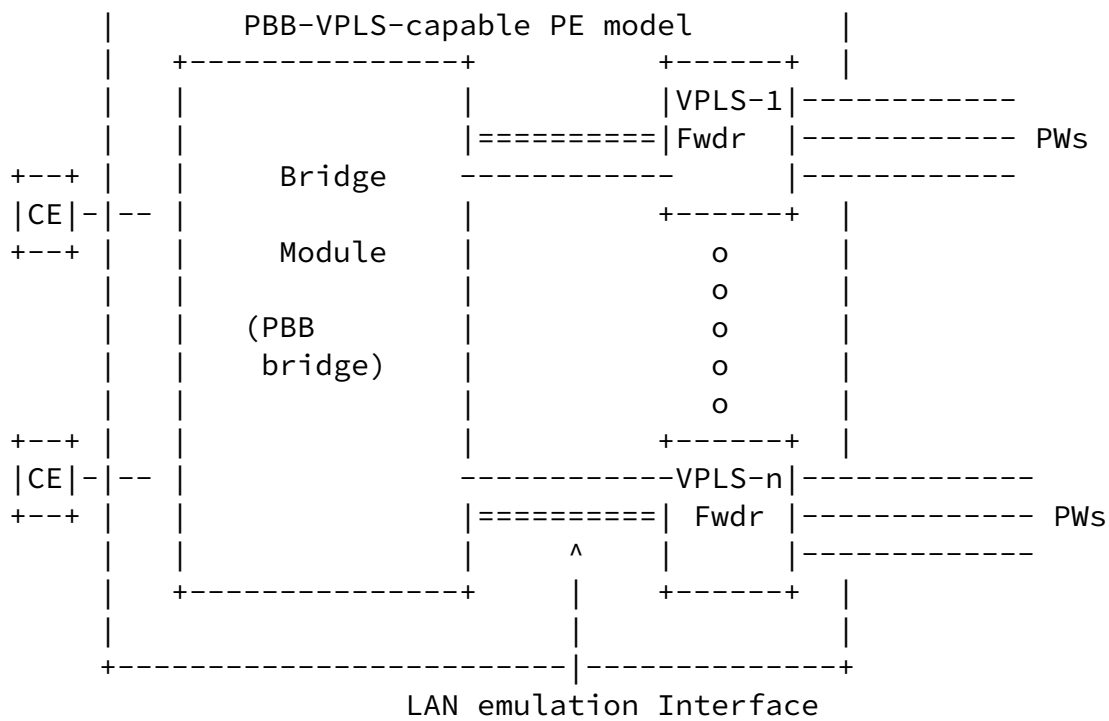 PBB-VPLS-capable PE model
VPLS-1
Fwdr PWs
Bridge
CE
Module
o
o
(PBB o
bridge) o
o
CE VPLS-n
Fwdr PWs
^
LAN emulation Interface